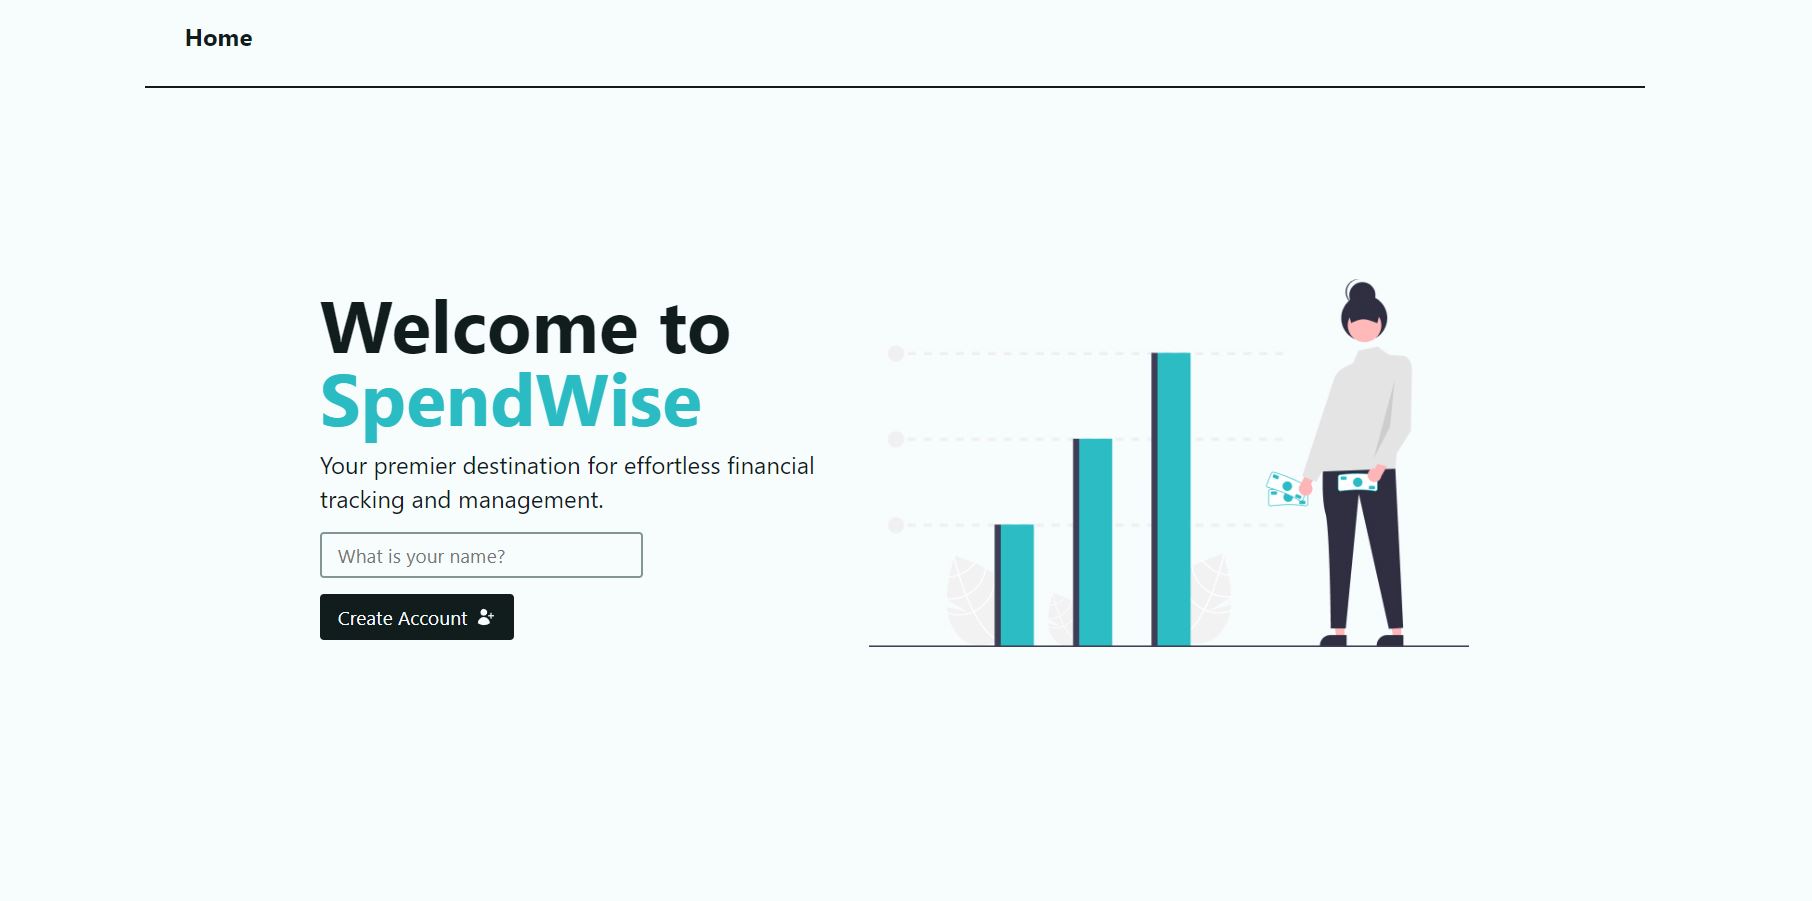 Home
Welcome to
SpendWise
Your premier destination for effortless financial
tracking and management.
What is your name?
Create Account